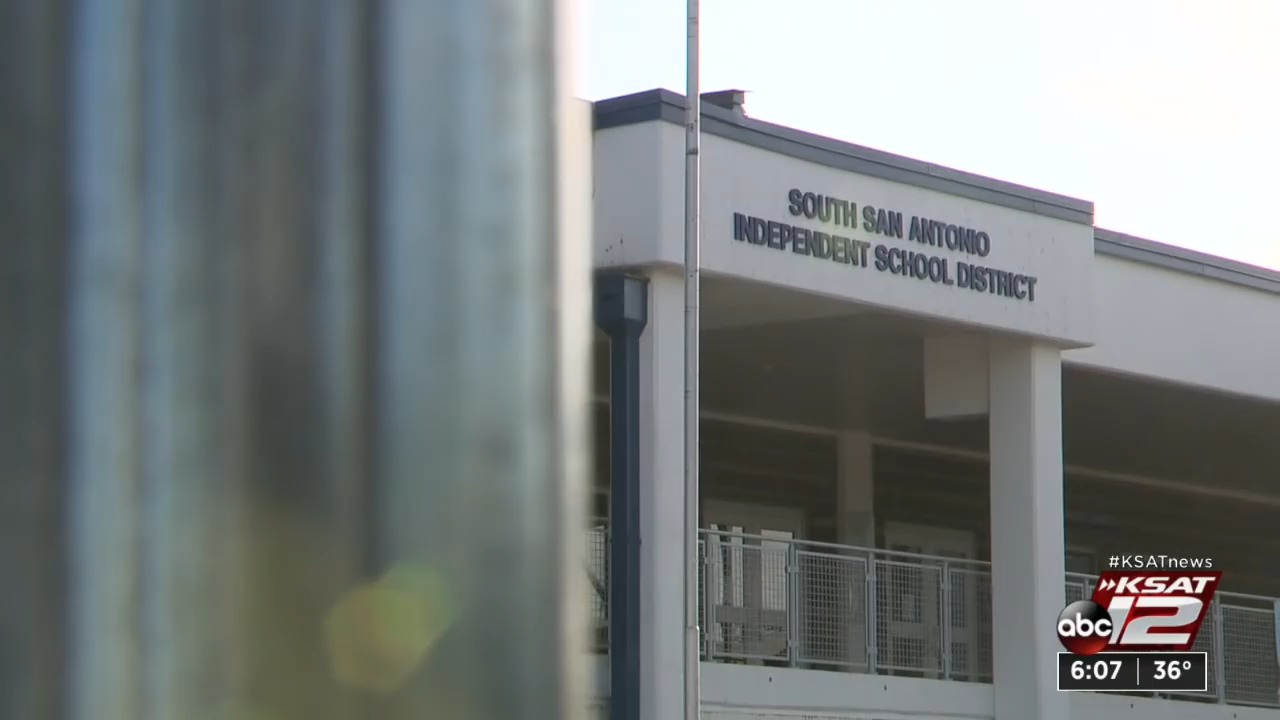 SOUTH SAN ANTONIO
INDEPENDENT SCHOOL DISTRICT
#KSATnews
KSAT
abc 12
6:07 36°